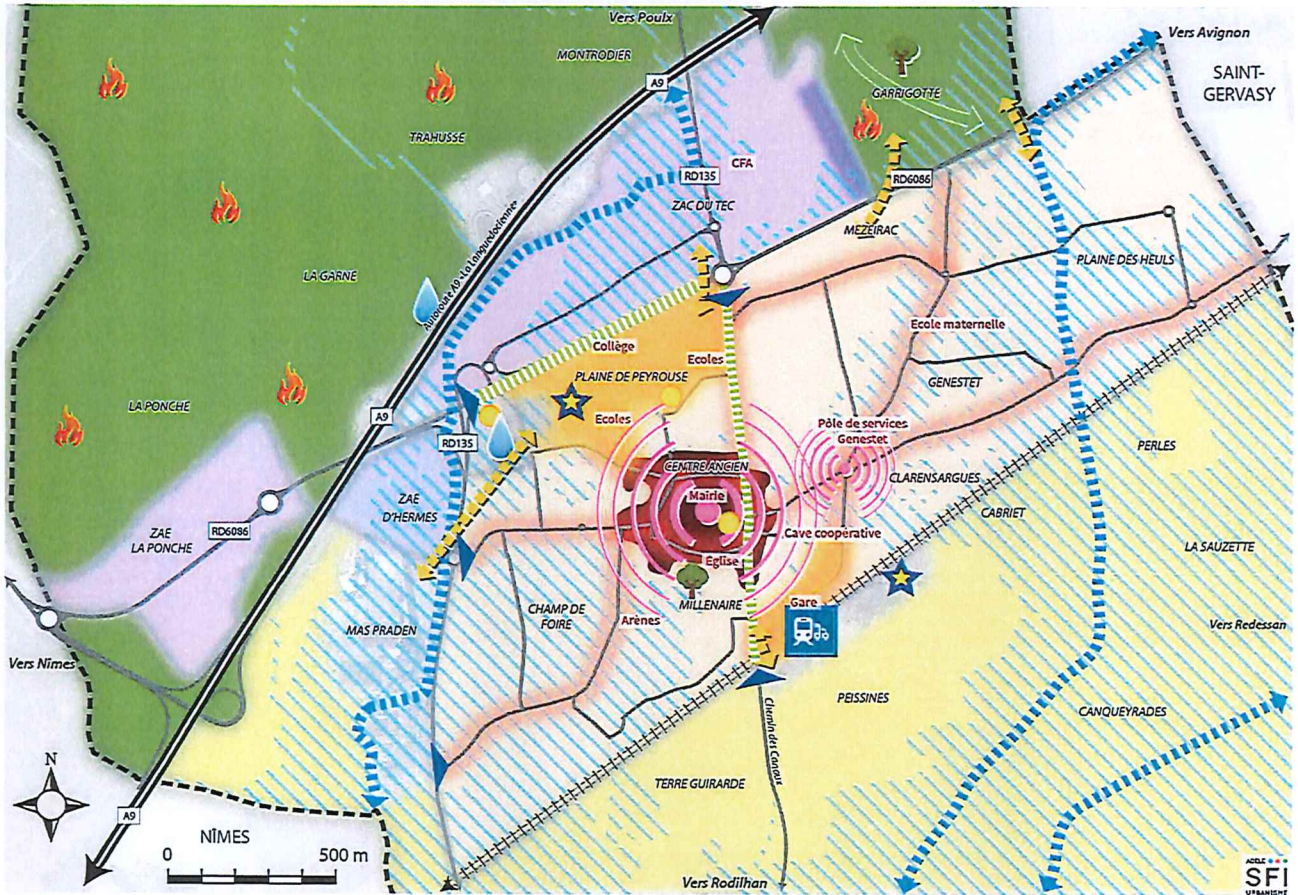 Vers Poulx
MONTRODIER
A9
Vers Avignon
SAINT-
GERVASY
GARRIGOTTE
TRAHUSSE
CFA
RD135
ZAC DU TEC
RD6086
MEZEIRAC
LA GARNE
Autoroute A9 - La Languedocienne
PLAINE DES HEULS
Ecole maternelle
Collège
Ecoles
PLAINE DE PEYROUSE
GENESTET
LA PONCHE
A9
Ecoles
Pôle de services
Genestet
RD135
PERLES
CENTRE ANCIEN
CLARENSARGUES
Mairie
ZAE
D'HERMES
CABRIET
ZAE
LA PONCHE
RD6086
Cave coopérative
LA SAUZETTE
Eglise
CHAMP DE
FOIRE
MILLENAIRE
Gare
Arènes
MAS PRADEN
Vers Redessan
Vers Nîmes
PEISSINES
CANQUEYRADES
Chemin des Canaux
TERRE GUIRARDE
N
A9
NÎMES
0 500 m
Vers Rodilhan
ADELE
SFI
URBANISME